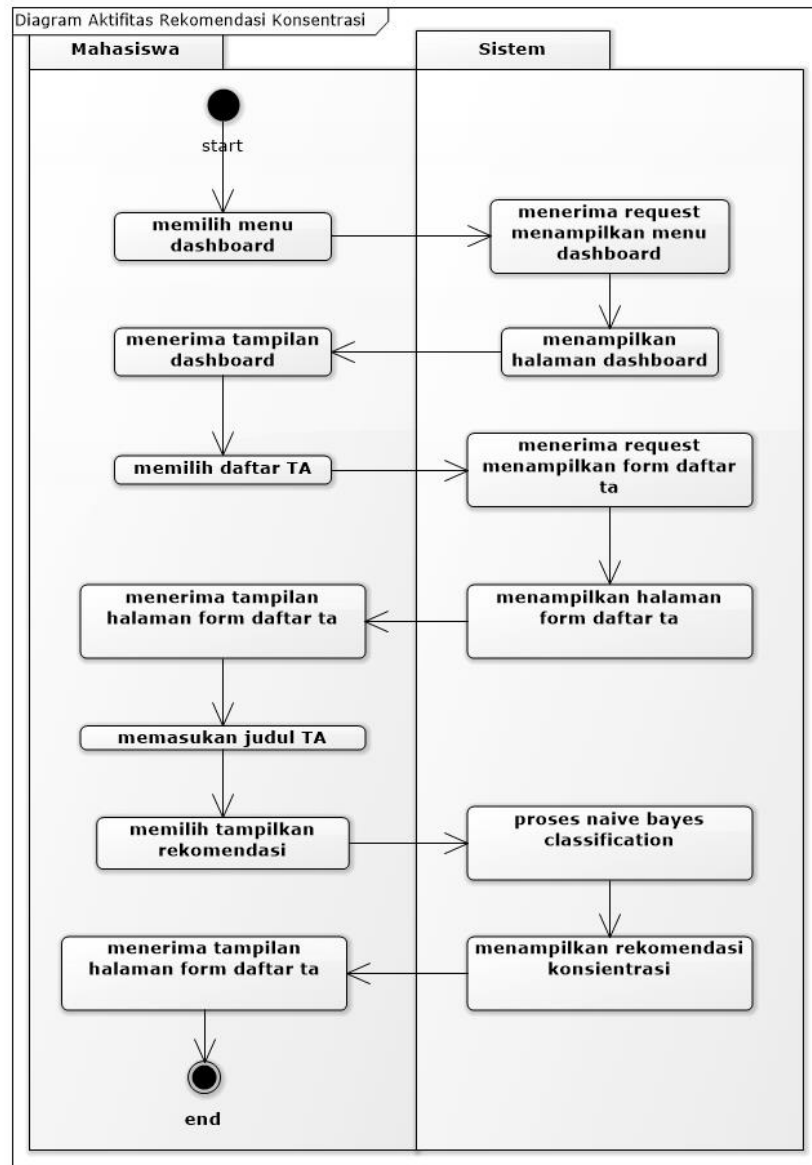 Diagram Aktifitas Rekomendasi Konsentrasi
Mahasiswa
Sistem
start
memilih menu
dashboard
menerima request
menampilkan menu
dashboard
menerima tampilan
dashboard
menampilkan
halaman dashboard
memilih daftar TA
menerima request
menampilkan form daftar
ta
menerima tampilan
halaman form daftar ta
menampilkan halaman
form daftar ta
memasukan judul TA
memilih tampilkan
rekomendasi
proses naive bayes
classification
menerima tampilan
halaman form daftar ta
menampilkan rekomendasi
konsientrasi
end